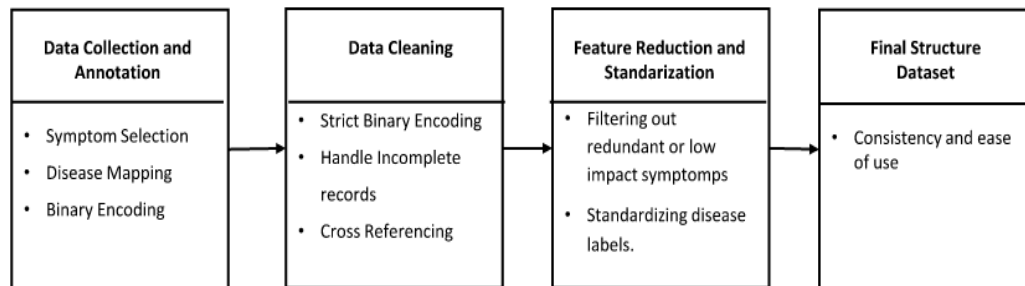 Data Collection and
Annotation
• Symptom Selection
• Disease Mapping
• Binary Encoding
Data Cleaning
• Strict Binary Encoding
• Handle Incomplete
records
• Cross Referencing
Feature Reduction and
Standarization
• Filtering out
redundant or low
impact symptomps
• Standardizing disease
labels.
Final Structure
Dataset
• Consistency and ease
of use